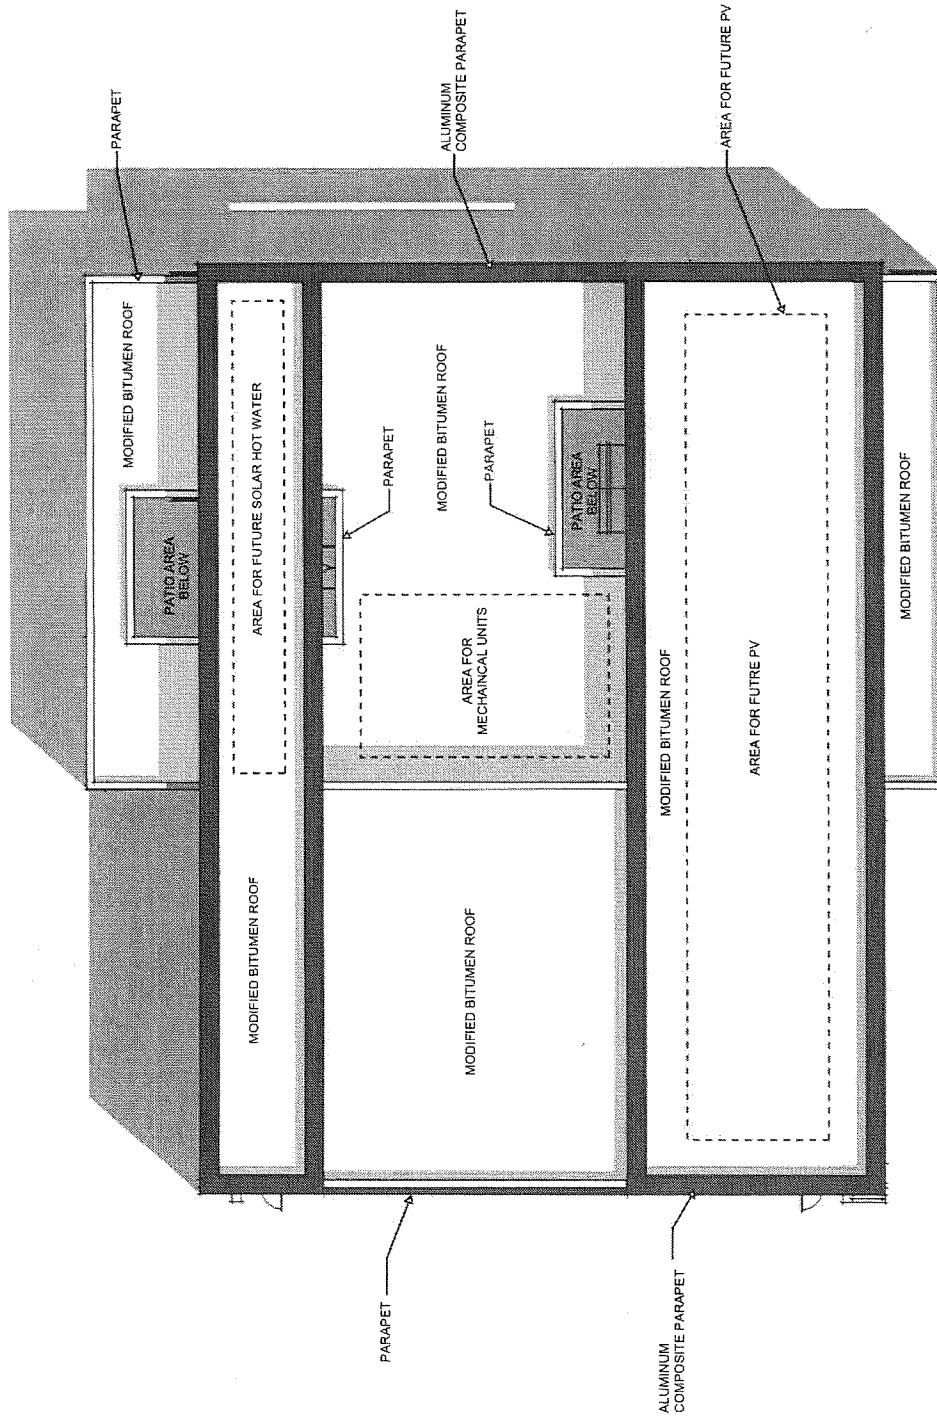 PARAPET
ALUMINUM
COMPOSITE PARAPET
AREA FOR FUTURE PV
MODIFIED BITUMEN ROOF
AREA FOR FUTURE SOLAR HOT WATER
MODIFIED BITUMEN ROOF
PARAPET
PARAPET
PATIO AREA
BELOW
PATIO AREA
BELOW
AREA FOR
MECHAINCAL UNITS
MODIFIED BITUMEN ROOF
AREA FOR FUTRE PV
MODIFIED BITUMEN ROOF
MODIFIED BITUMEN ROOF
MODIFIED BITUMEN ROOF
PARAPET
ALUMINUM
COMPOSITE PARAPET